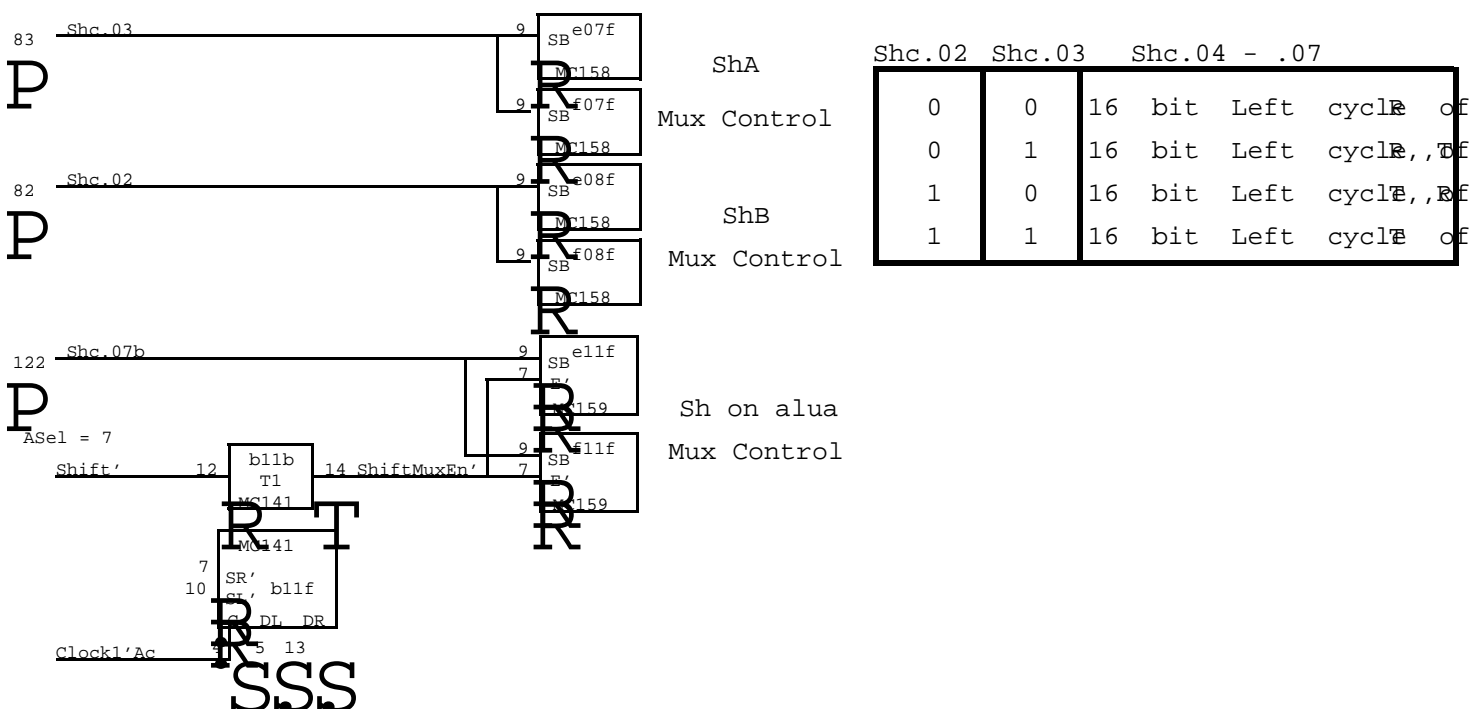 83 Shc.03 9 SB e07f
MC158
P R
9 SB f07f
MC158
R
ShA
Mux Control
82 Shc.02 9 SB e08f
MC158
P R
9 SB f08f
MC158
R
ShB
Mux Control
122 Shc.07b 9 SB e11f
7 E'
MC159
P R
9 SB f11f
7 E'
MC159
R
Sh on alua
Mux Control
ASel = 7
Shift' 12 b11b 14 ShiftMuxEn'
T1
MC141
R T
MC141
7 SR'
10 SL' b11f
C DL DR
R
Clock1'Ac 4 5 13
SSS
Shc.02 Shc.03 Shc.04 - .07
0 0 16 bit Left cycle of R
0 1 16 bit Left cycle of R,,T
1 0 16 bit Left cycle of T,,R
1 1 16 bit Left cycle of T